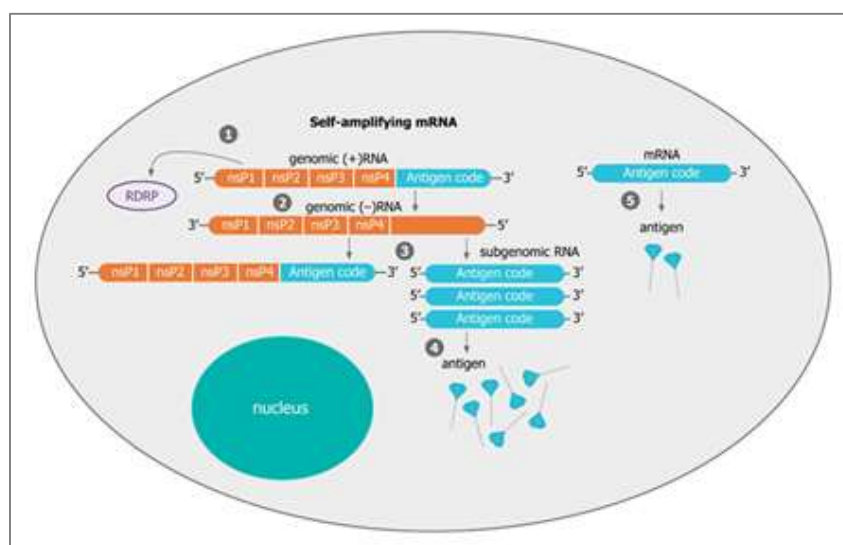 Self-amplifying mRNA
1
genomic (+)RNA
5' nsP1 nsP2 nsP3 nsP4 Antigen code 3'
RDRP
2
genomic (−)RNA
3' nsP1 nsP2 nsP3 nsP4 5'
3
subgenomic RNA
5' nsP1 nsP2 nsP3 nsP4 Antigen code 3'
5' Antigen code 3'
5' Antigen code 3'
5' Antigen code 3'
4
antigen
nucleus
mRNA
5' Antigen code 3'
5
antigen